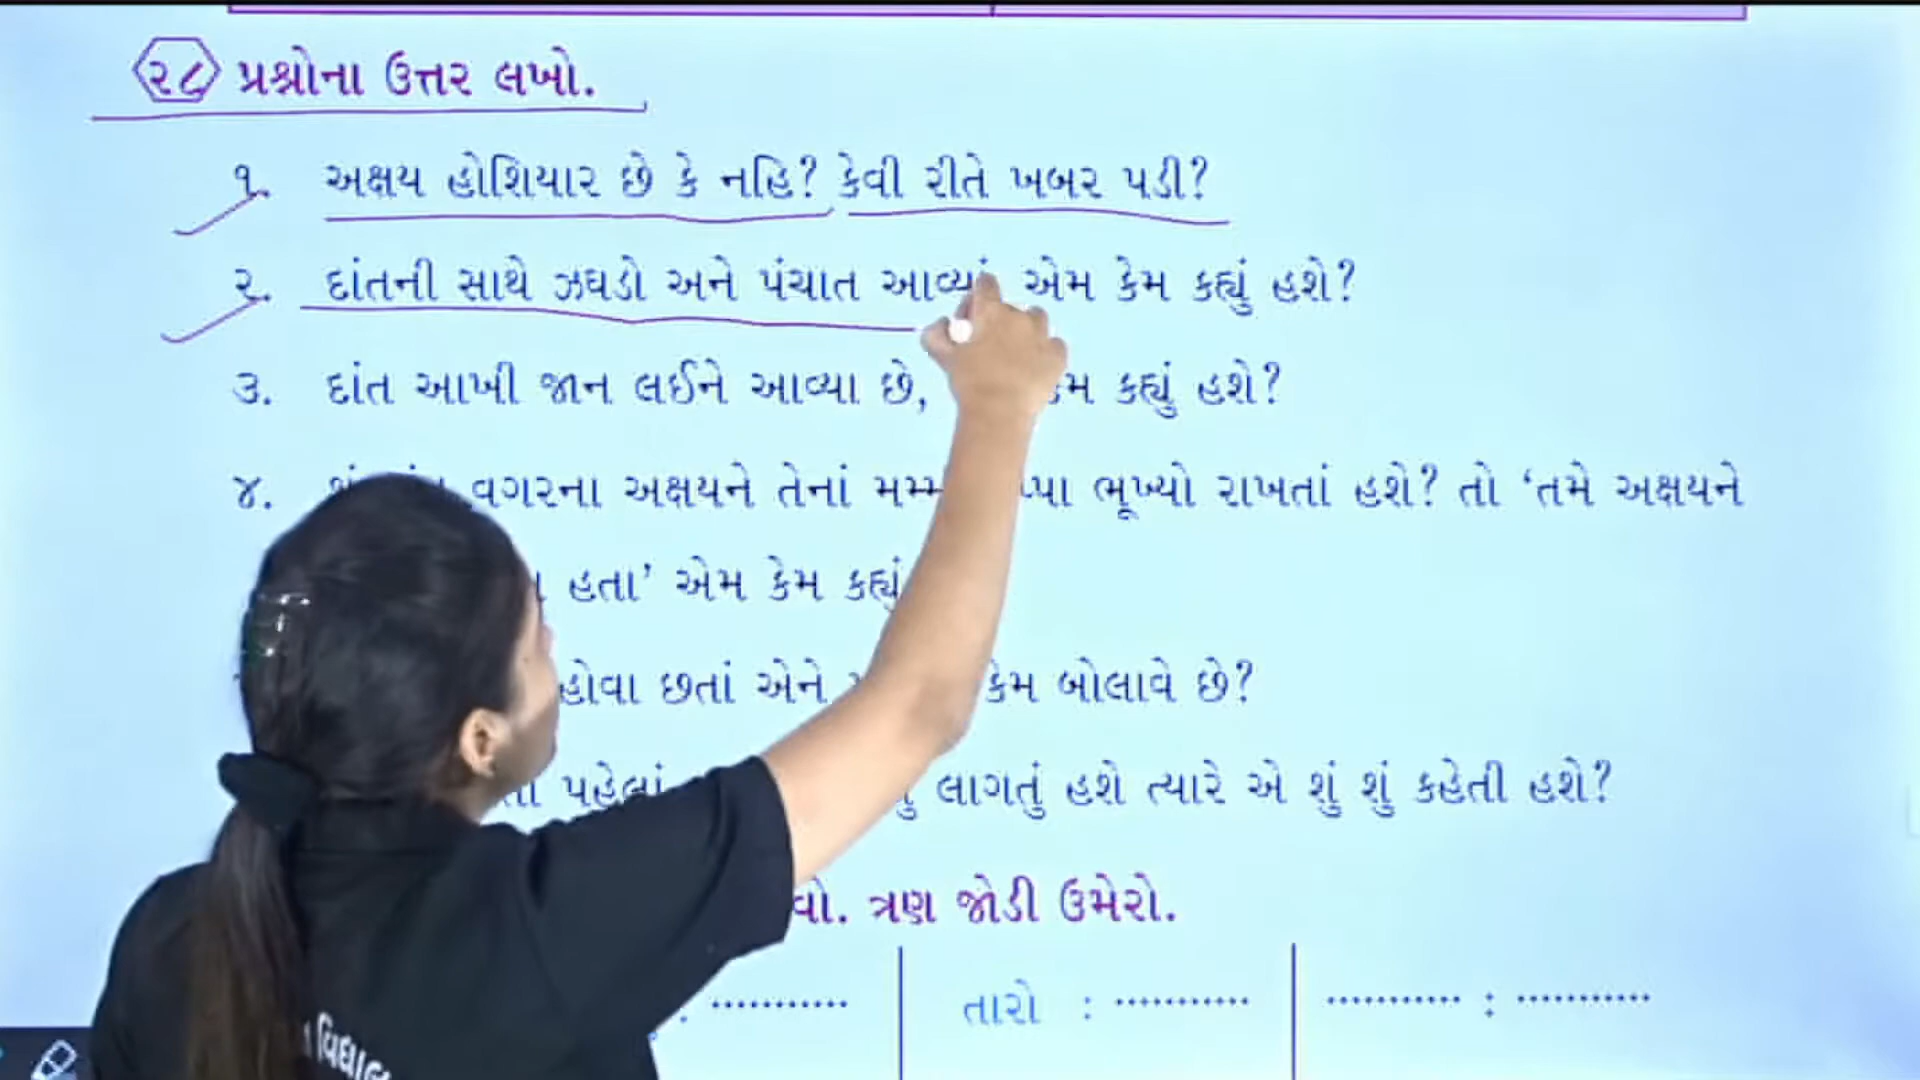 ૨૮ પ્રશ્નોના ઉત્તર લખો.
૧. અક્ષય હોશિયાર છે કે નહિ? કેવી રીતે ખબર પડી?
૨. દાંતની સાથે ઝઘડો અને પંચાત આવ્યાં એમ કેમ કહ્યું હશે?
૩. દાંત આખી જાન લઈને આવ્યા છે, કેમ કહ્યું હશે?
૪. વગરના અક્ષયને તેનાં ભૂખ્યો રાખતાં હશે? તો ‘તમે અક્ષયને
હતા’ એમ કેમ કહ્યું
હોવા છતાં એને કેમ બોલાવે છે?
પહેલાં લાગતું હશે ત્યારે એ શું શું કહેતી હશે?
ત્રણ જોડી ઉમેરો.
: ............ તારો : ............ ............ : ............